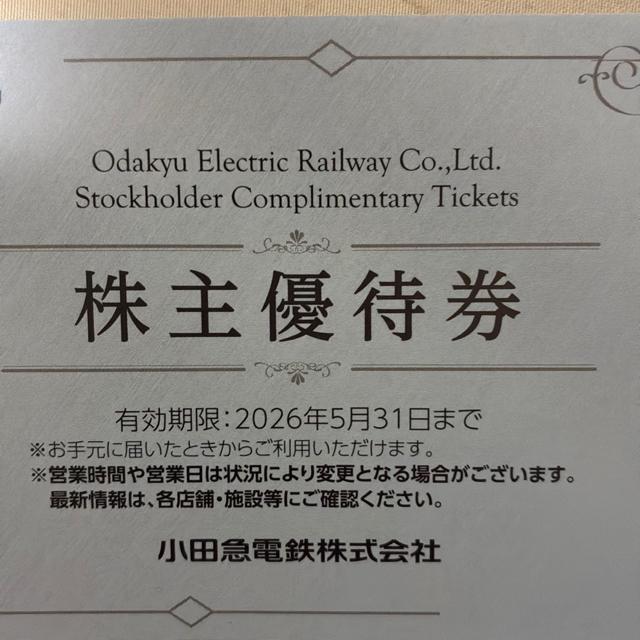 Odakyu Electric Railway Co.,Ltd.
Stockholder Complimentary Tickets
株主優待券
有効期限：2026年5月31日まで
※お手元に届いたときからご利用いただけます。
※営業時間や営業日は状況により変更となる場合がございます。
最新情報は、各店舗・施設等にご確認ください。
小田急電鉄株式会社